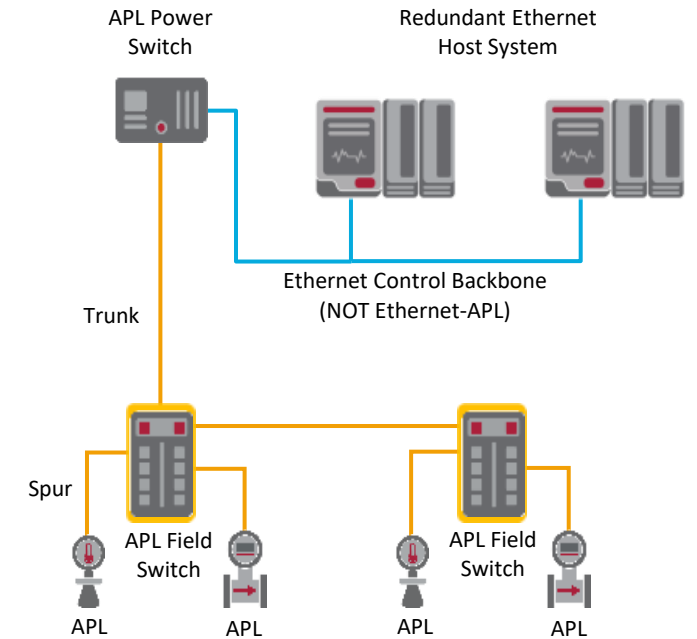 APL Power
Switch
Redundant Ethernet
Host System
Ethernet Control Backbone
(NOT Ethernet-APL)
Trunk
Spur
APL Field
Switch
APL Field
Switch
APL
APL
APL
APL